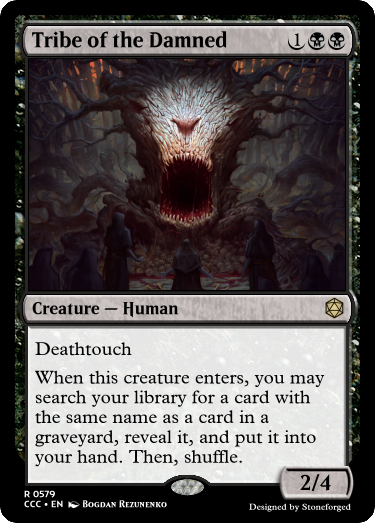 Tribe of the Damned 1
Creature — Human
Deathtouch
When this creature enters, you may
search your library for a card with
the same name as a card in a
graveyard, reveal it, and put it into
your hand. Then, shuffle.
2/4
R 0579
CCC • EN Bogdan Rezunenko
Designed by Stoneforged